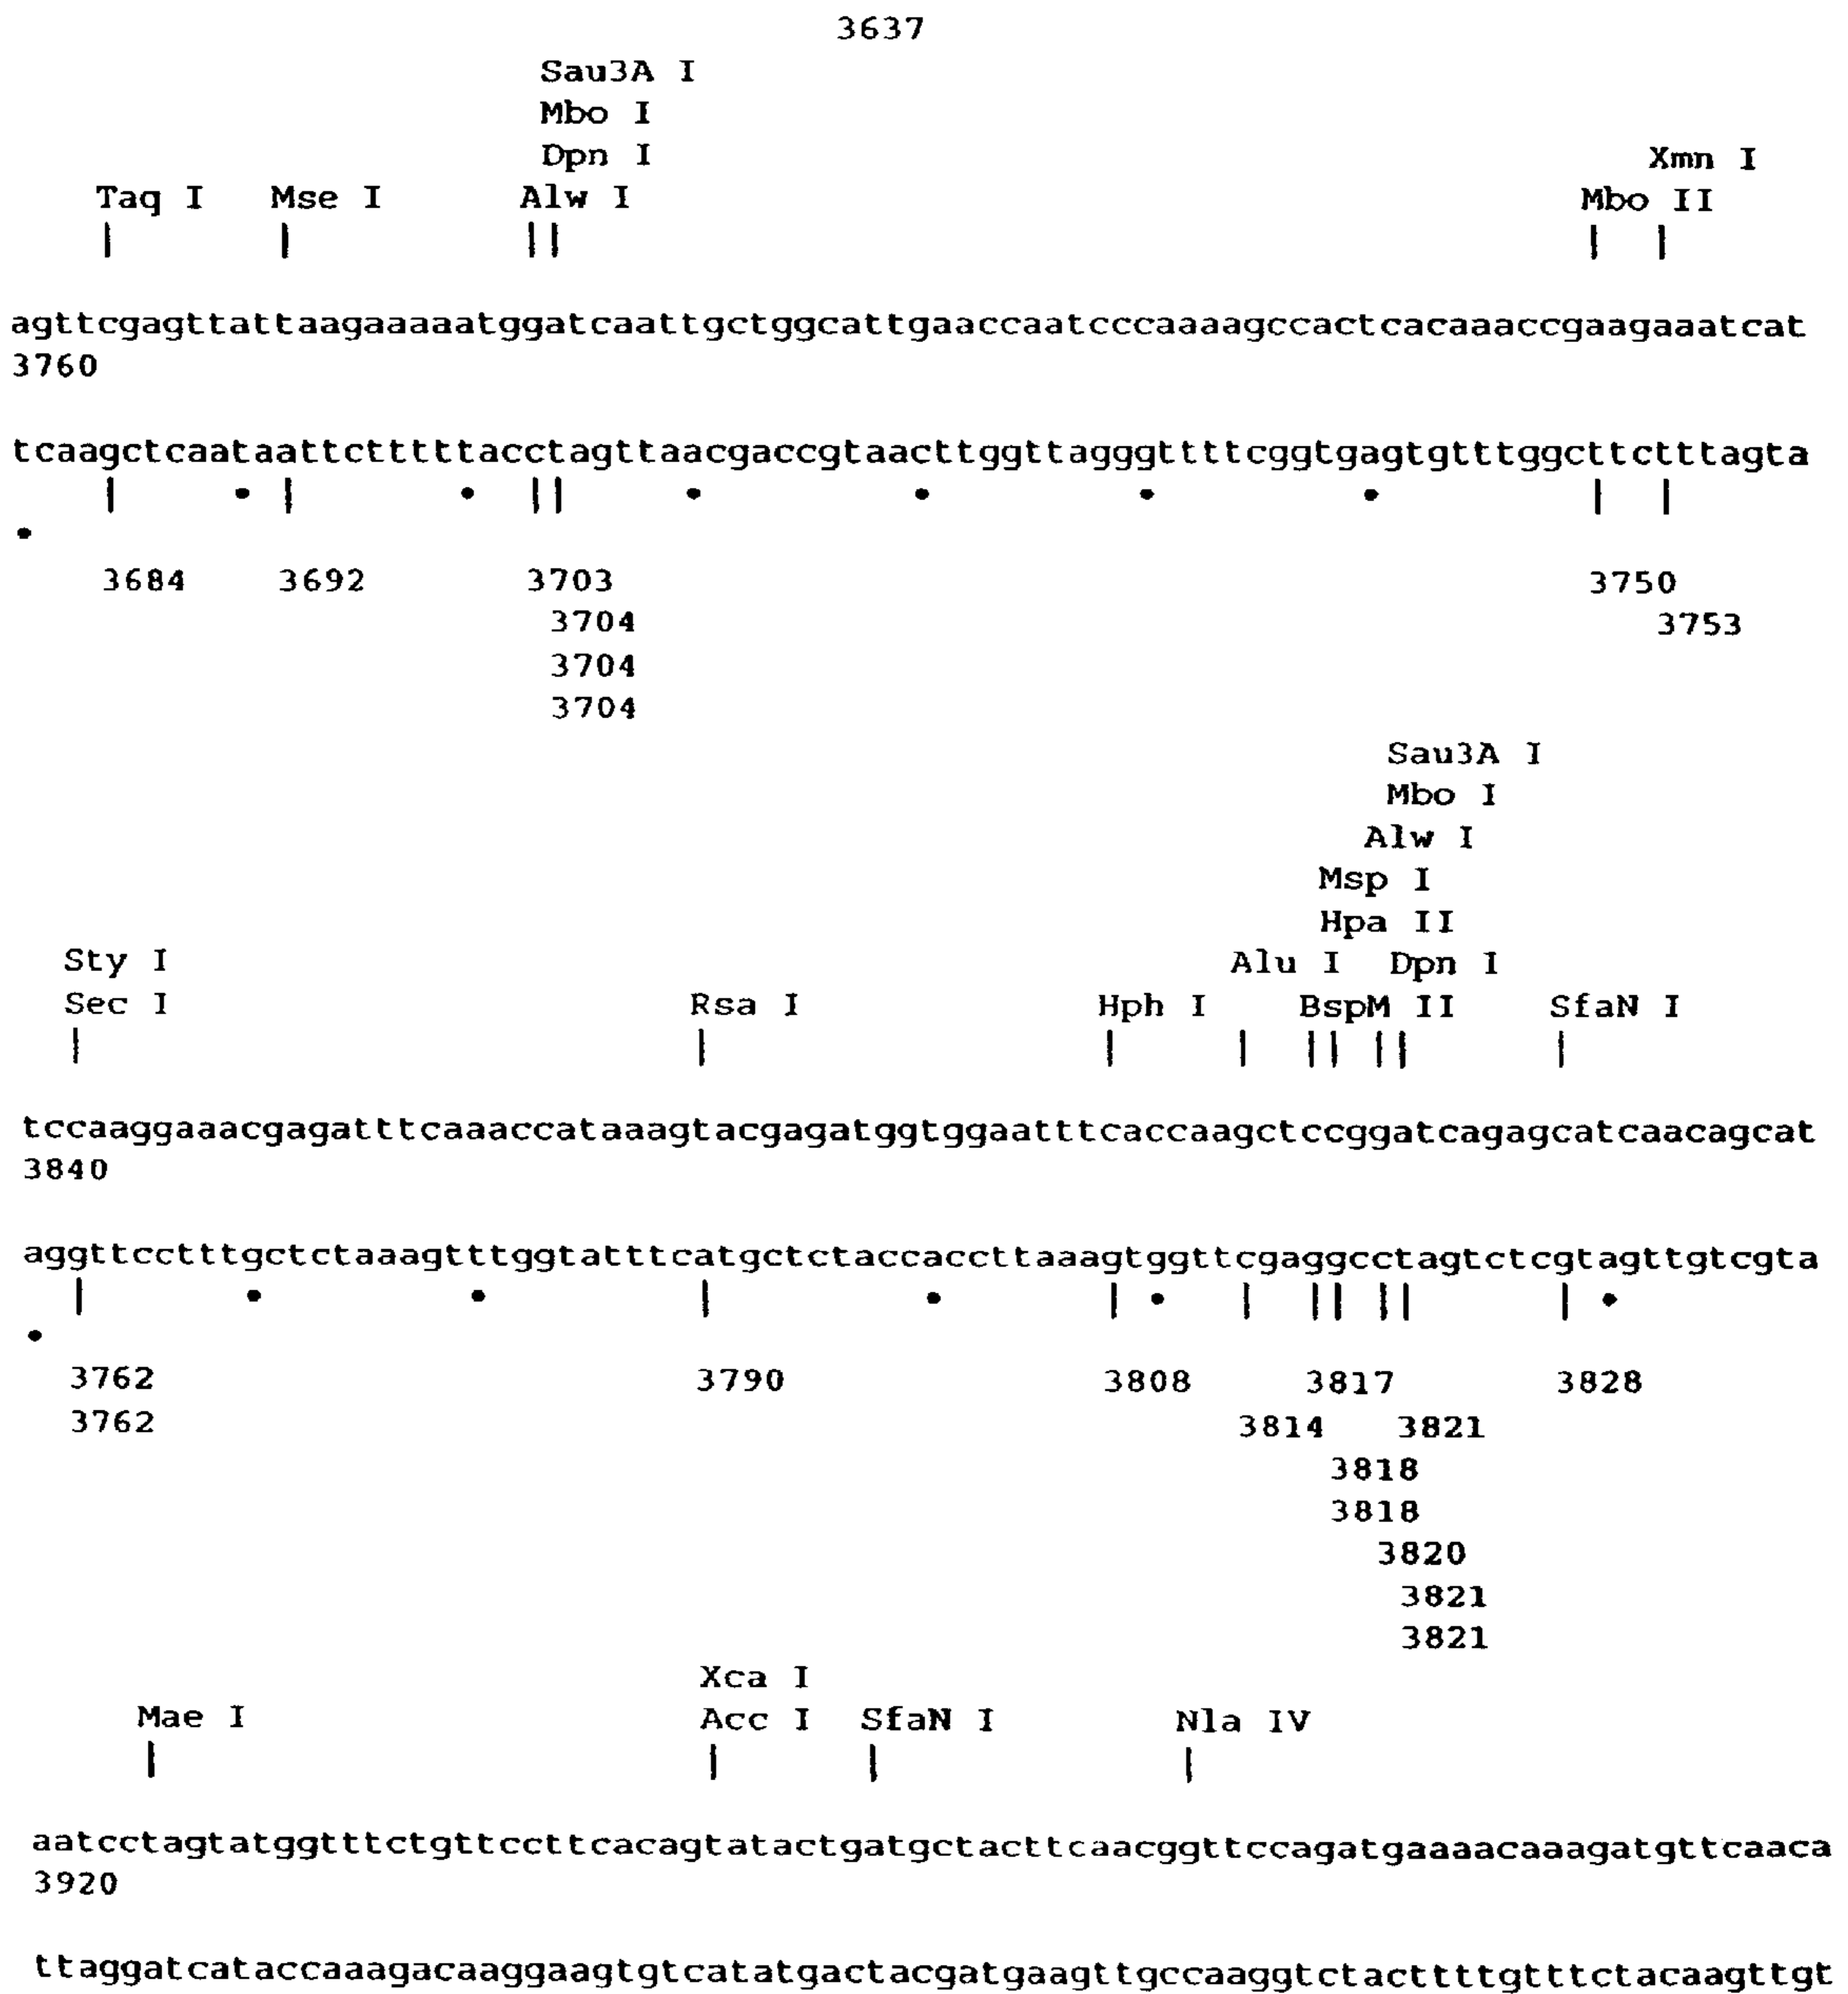 3637
Sau3A I
Mbo I
Dpn I Xmn I
Taq I Mse I Alw I Mbo II
agttcgagttattaagaaaaatggatcaattgctggcattgaaccaatcccaaaagccactcacaaaccgaagaaatcat
3760
tcaagctcaataattctttttacctagttaacgaccgtaacttggttagggttttcggtgagtgtttggcttctttagta
3684 3692 3703 3750
3704 3753
3704
3704
Sau3A I
Mbo I
Alw I
Msp I
Hpa II
Sty I Alu I Dpn I
Sec I Rsa I Hph I BspM II SfaN I
tccaaggaaacgagatttcaaaccataaagtacgagatggtggaatttcaccaagctccggatcagagcatcaacagcat
3840
aggttcctttgctctaaagtttggtatttcatgctctaccaccttaaagtggttcgaggcctagtctcgtagttgtcgta
3762 3790 3808 3817 3828
3762 3814 3821
3818
3818
3820
3821
3821
Xca I
Mae I Acc I SfaN I Nla IV
aatcctagtatggtttctgttccttcacagtatactgatgctacttcaacggttccagatgaaaacaaagatgttcaaca
3920
ttaggatcataccaaagacaaggaagtgtcatatgactacgatgaagttgccaaggtctacttttgtttctacaagttgt